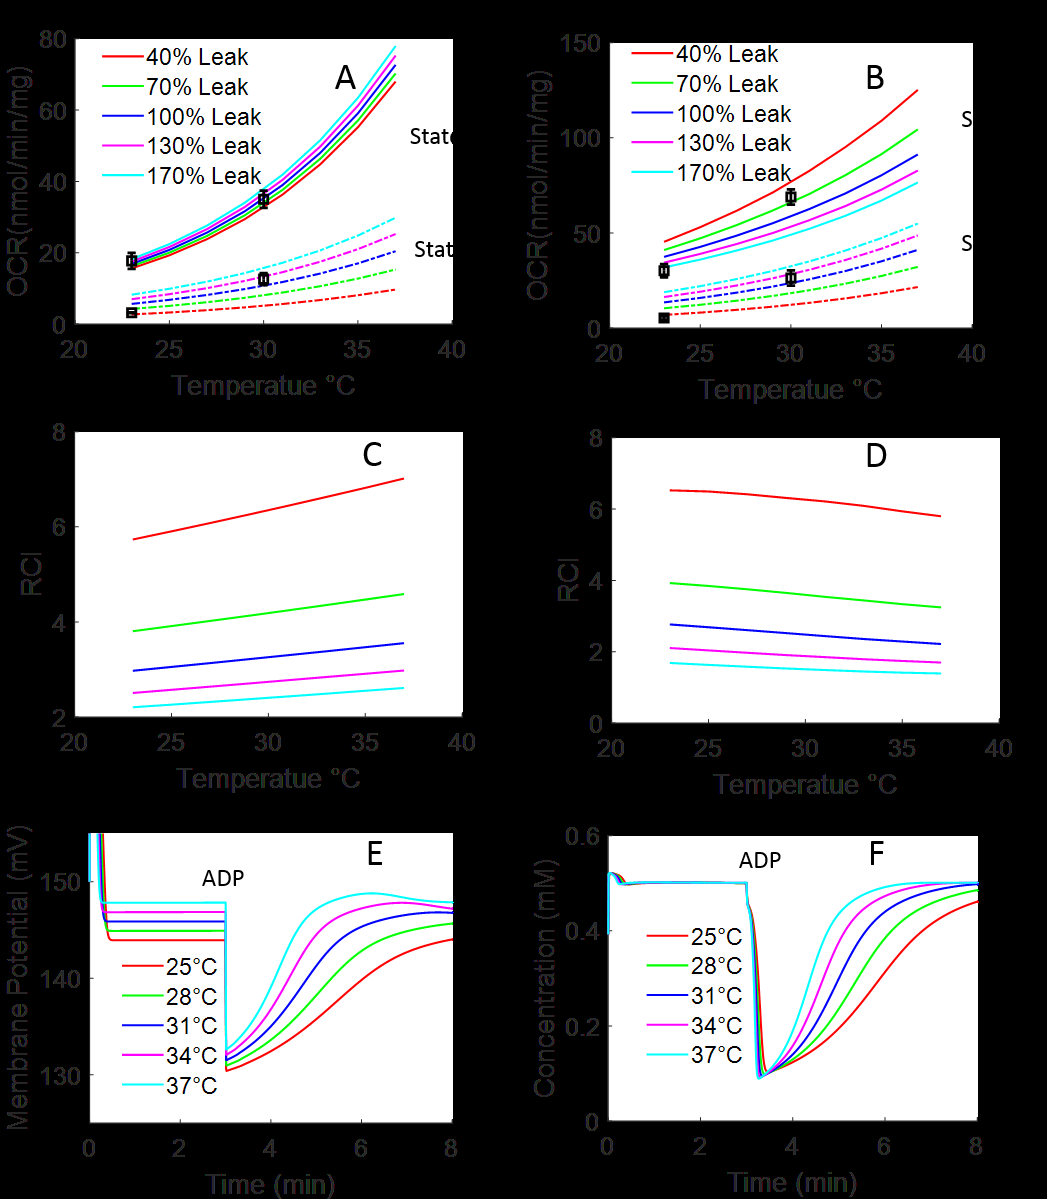 80
60
40
20
0
20
25
30
35
40
OCR(nmol/min/mg)
Temperatue °C
40% Leak
70% Leak
100% Leak
130% Leak
170% Leak
A
State
State
150
100
50
0
20
25
30
35
40
OCR(nmol/min/mg)
Temperatue °C
40% Leak
70% Leak
100% Leak
130% Leak
170% Leak
B
S
S
8
6
4
2
20
25
30
35
40
RCI
Temperatue °C
C
8
6
4
2
0
20
25
30
35
40
RCI
Temperatue °C
D
150
140
130
0
2
4
6
8
Membrane Potential (mV)
Time (min)
ADP
E
25°C
28°C
31°C
34°C
37°C
0.6
0.4
0.2
0
0
2
4
6
8
Concentration (mM)
Time (min)
ADP
F
25°C
28°C
31°C
34°C
37°C